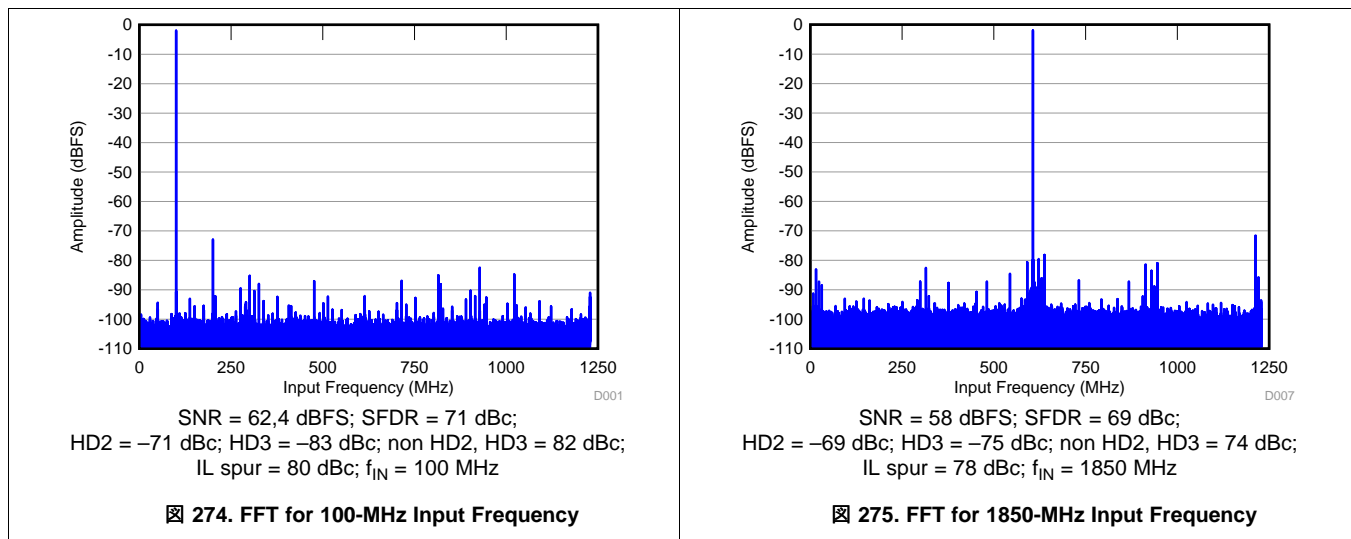 0
-10
-20
-30
-40
-50
-60
-70
-80
-90
-100
-110
Amplitude (dBFS)
0 250 500 750 1000 1250
Input Frequency (MHz)
D001
SNR = 62,4 dBFS; SFDR = 71 dBc;
HD2 = –71 dBc; HD3 = –83 dBc; non HD2, HD3 = 82 dBc;
IL spur = 80 dBc; fIN = 100 MHz
図 274. FFT for 100-MHz Input Frequency
0
-10
-20
-30
-40
-50
-60
-70
-80
-90
-100
-110
Amplitude (dBFS)
0 250 500 750 1000 1250
Input Frequency (MHz)
D007
SNR = 58 dBFS; SFDR = 69 dBc;
HD2 = –69 dBc; HD3 = –75 dBc; non HD2, HD3 = 74 dBc;
IL spur = 78 dBc; fIN = 1850 MHz
図 275. FFT for 1850-MHz Input Frequency